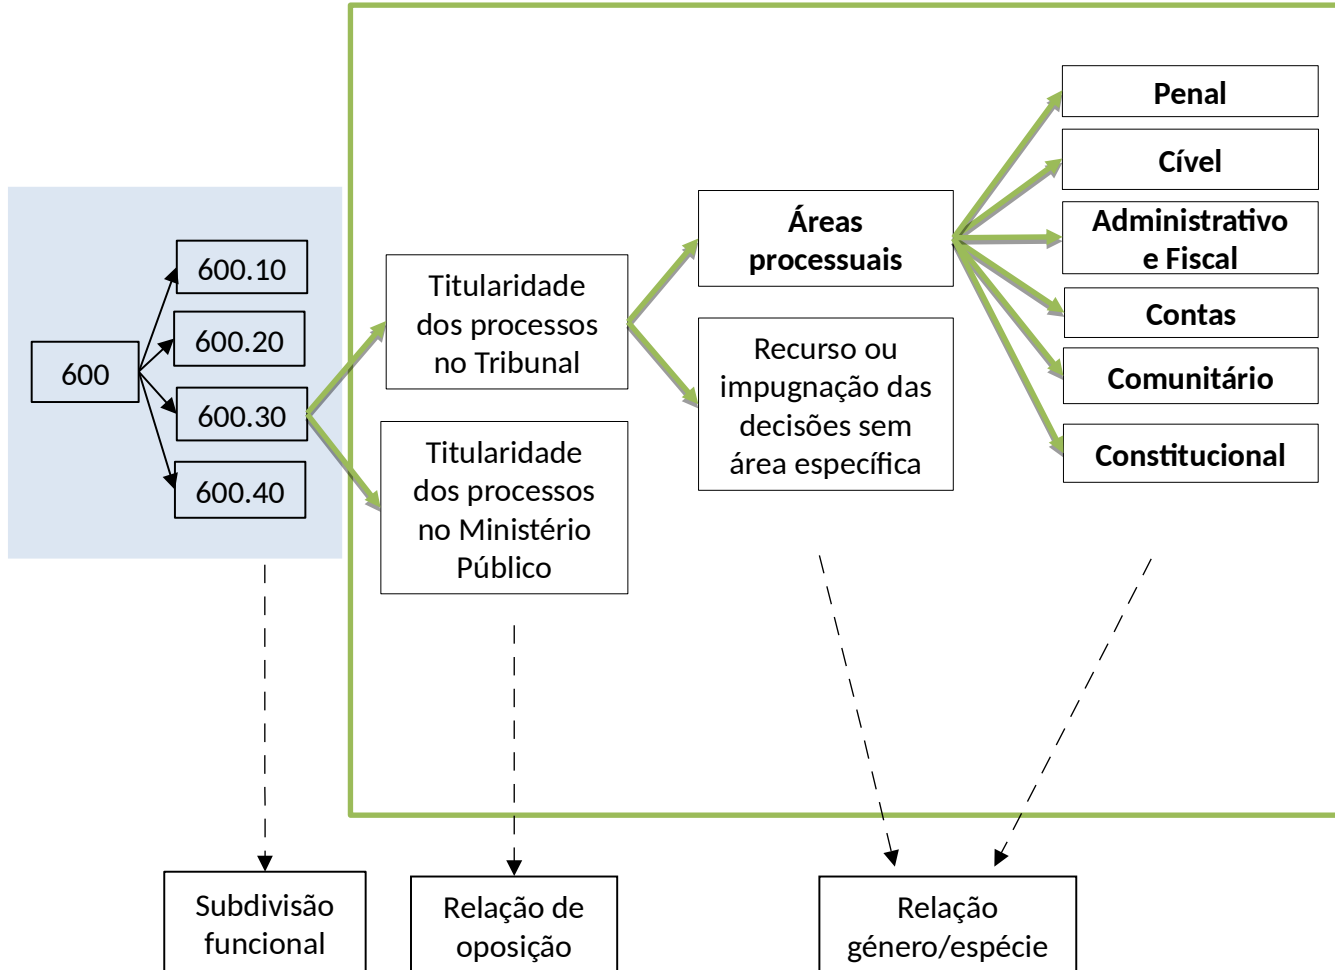 600
600.10
600.20
600.30
600.40
Titularidade
dos processos
no Tribunal
Titularidade
dos processos
no Ministério
Público
Áreas
processuais
Recurso ou
impugnação das
decisões sem
área específica
Penal
Cível
Administrativo
e Fiscal
Contas
Comunitário
Constitucional
Subdivisão
funcional
Relação de
oposição
Relação
género/espécie